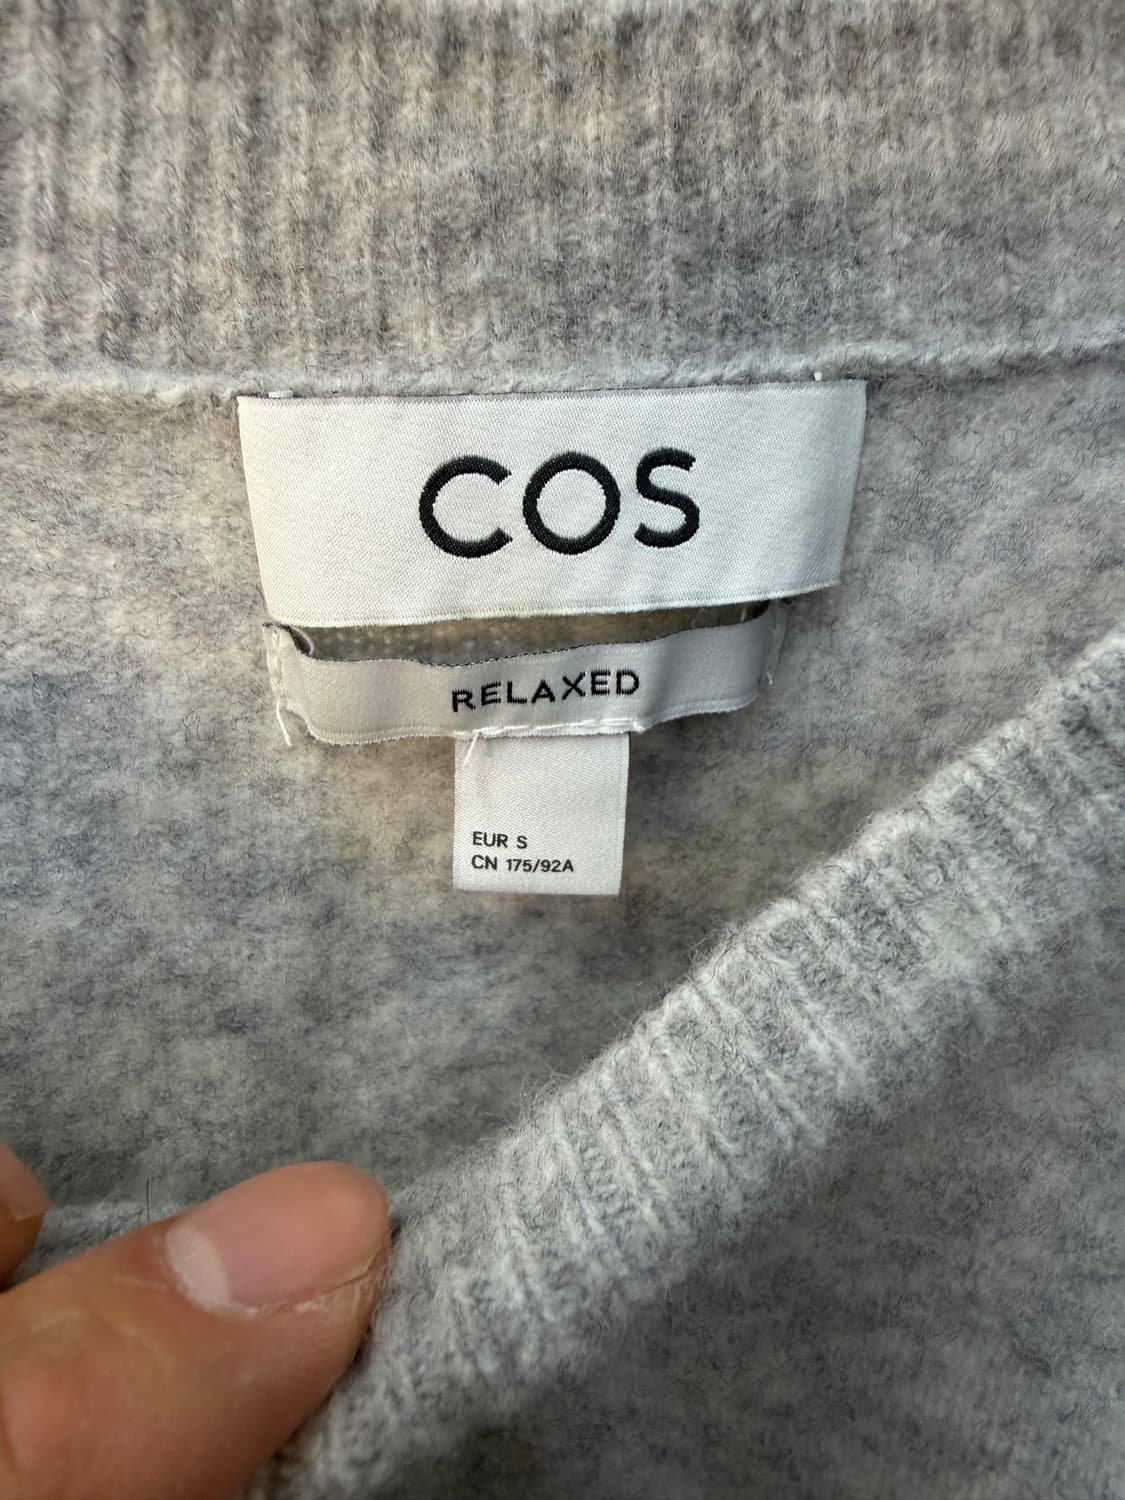 COS
RELAXED
EUR S
CN 175/92A